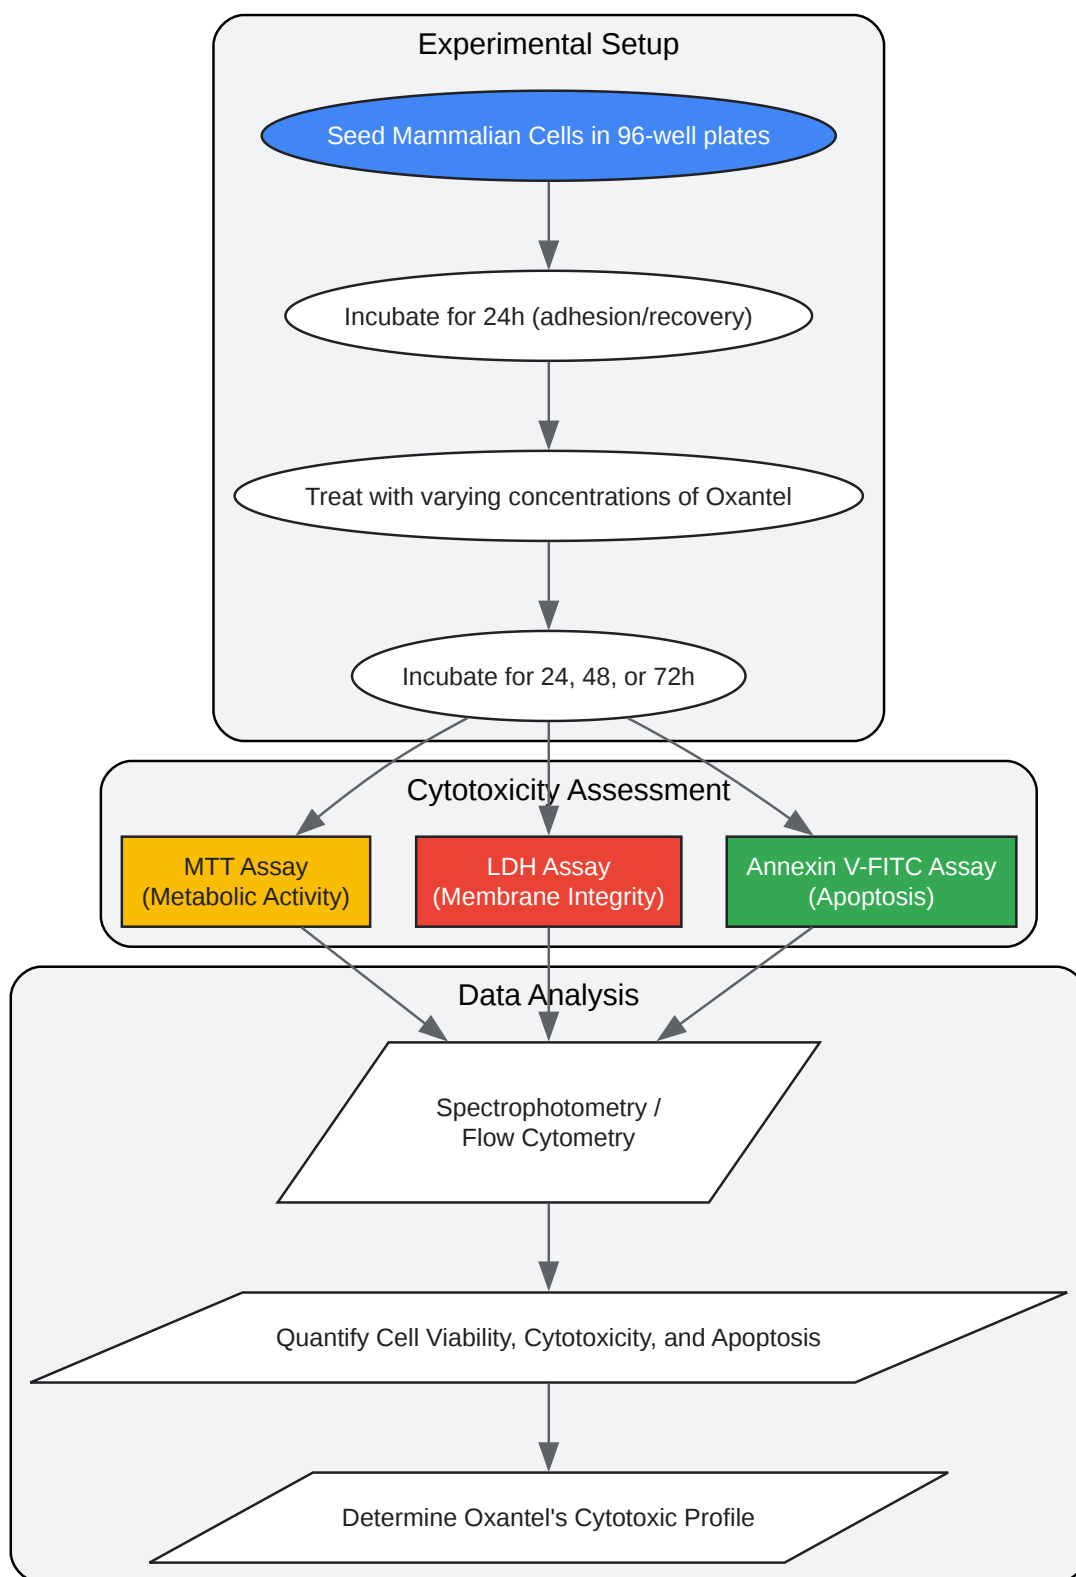 Experimental Setup
Seed Mammalian Cells in 96-well plates
Incubate for 24h (adhesion/recovery)
Treat with varying concentrations of Oxantel
Incubate for 24, 48, or 72h
Cytotoxicity Assessment
MTT Assay
(Metabolic Activity)
LDH Assay
(Membrane Integrity)
Annexin V-FITC Assay
(Apoptosis)
Data Analysis
Spectrophotometry /
Flow Cytometry
Quantify Cell Viability, Cytotoxicity, and Apoptosis
Determine Oxantel's Cytotoxic Profile